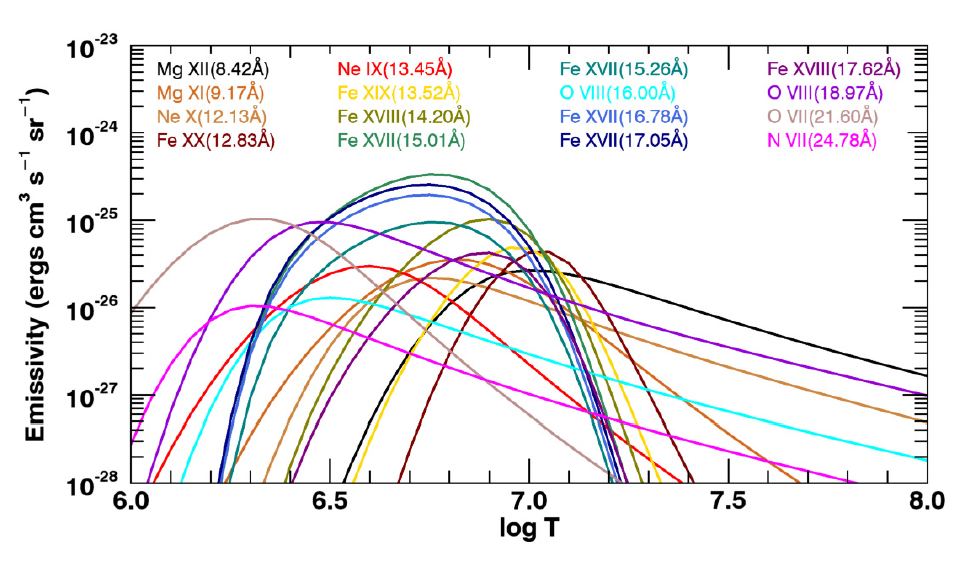 10⁻²³
10⁻²⁴
10⁻²⁵
10⁻²⁶
10⁻²⁷
10⁻²⁸
Emissivity (ergs cm³ s⁻¹ sr⁻¹)
Mg XII(8.42Å) Ne IX(13.45Å) Fe XVII(15.26Å) Fe XVIII(17.62Å)
Mg XI(9.17Å) Fe XIX(13.52Å) O VIII(16.00Å) O VIII(18.97Å)
Ne X(12.13Å) Fe XVIII(14.20Å) Fe XVII(16.78Å) O VII(21.60Å)
Fe XX(12.83Å) Fe XVII(15.01Å) Fe XVII(17.05Å) N VII(24.78Å)
6.0 6.5 7.0 7.5 8.0
log T